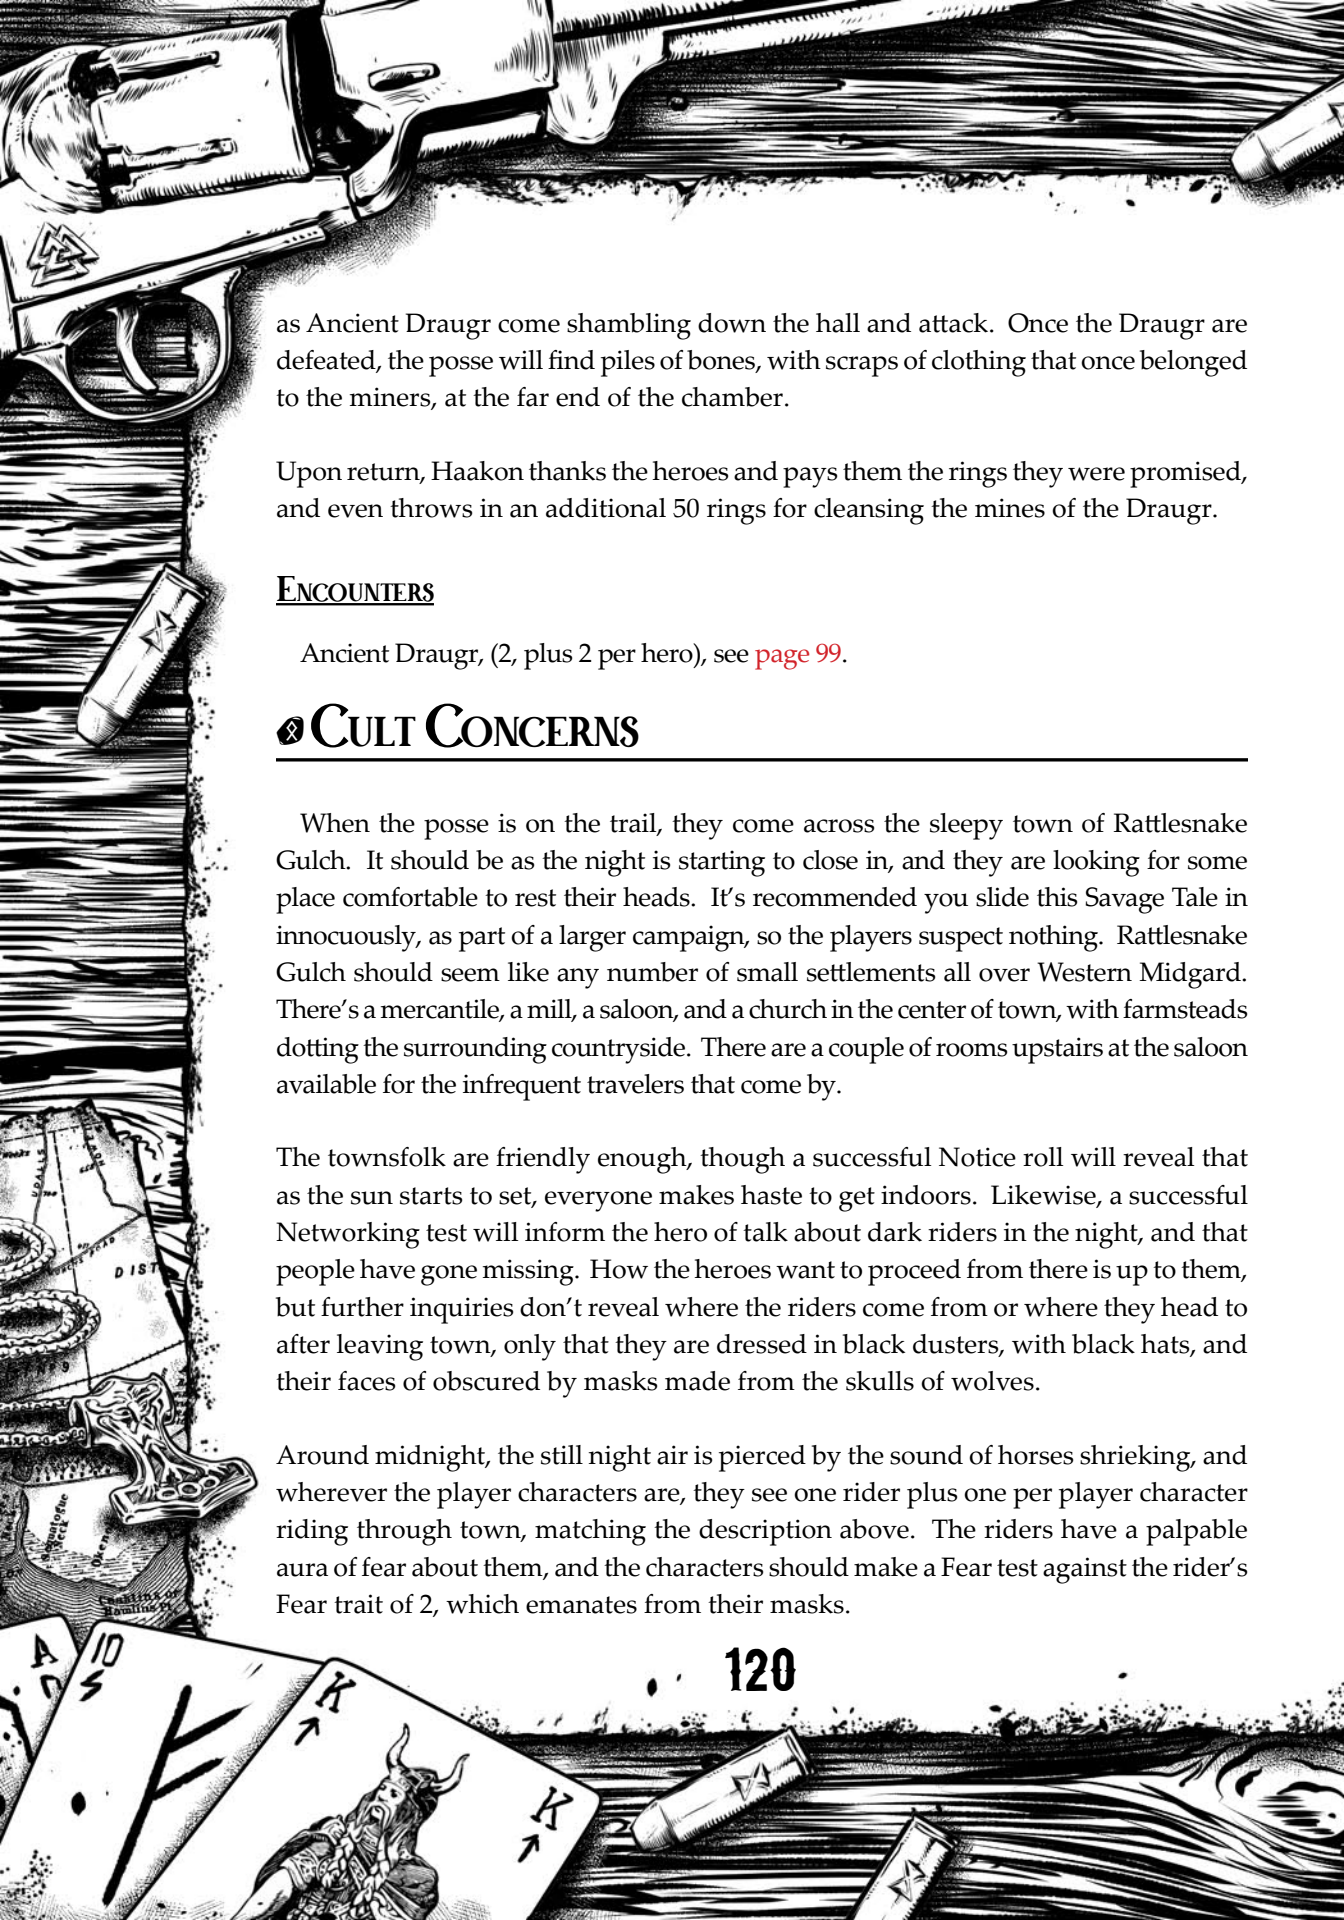 as Ancient Draugr come shambling down the hall and attack.  Once the Draugr are
defeated, the posse will find piles of bones, with scraps of clothing that once belonged
to the miners, at the far end of the chamber.
Upon return, Haakon thanks the heroes and pays them the rings they were promised,
and even throws in an additional 50 rings for cleansing the mines of the Draugr.
Encounters
Ancient Draugr, (2, plus 2 per hero), see page 99.
Cult Concerns
When the posse is on the trail, they come across the sleepy town of Rattlesnake
Gulch.  It should be as the night is starting to close in, and they are looking for some
place comfortable to rest their heads.  It's recommended you slide this Savage Tale in
innocuously, as part of a larger campaign, so the players suspect nothing.  Rattlesnake
Gulch should seem like any number of small settlements all over Western Midgard.
There's a mercantile, a mill, a saloon, and a church in the center of town, with farmsteads
dotting the surrounding countryside.  There are a couple of rooms upstairs at the saloon
available for the infrequent travelers that come by.
The townsfolk are friendly enough, though a successful Notice roll will reveal that
as the sun starts to set, everyone makes haste to get indoors.  Likewise, a successful
Networking test will inform the hero of talk about dark riders in the night, and that
people have gone missing.  How the heroes want to proceed from there is up to them,
but further inquiries don't reveal where the riders come from or where they head to
after leaving town, only that they are dressed in black dusters, with black hats, and
their faces of obscured by masks made from the skulls of wolves.
Around midnight, the still night air is pierced by the sound of horses shrieking, and
wherever the player characters are, they see one rider plus one per player character
riding through town, matching the description above.  The riders have a palpable
aura of fear about them, and the characters should make a Fear test against the rider's
Fear trait of 2, which emanates from their masks.
120
DIST
A
10
K
K